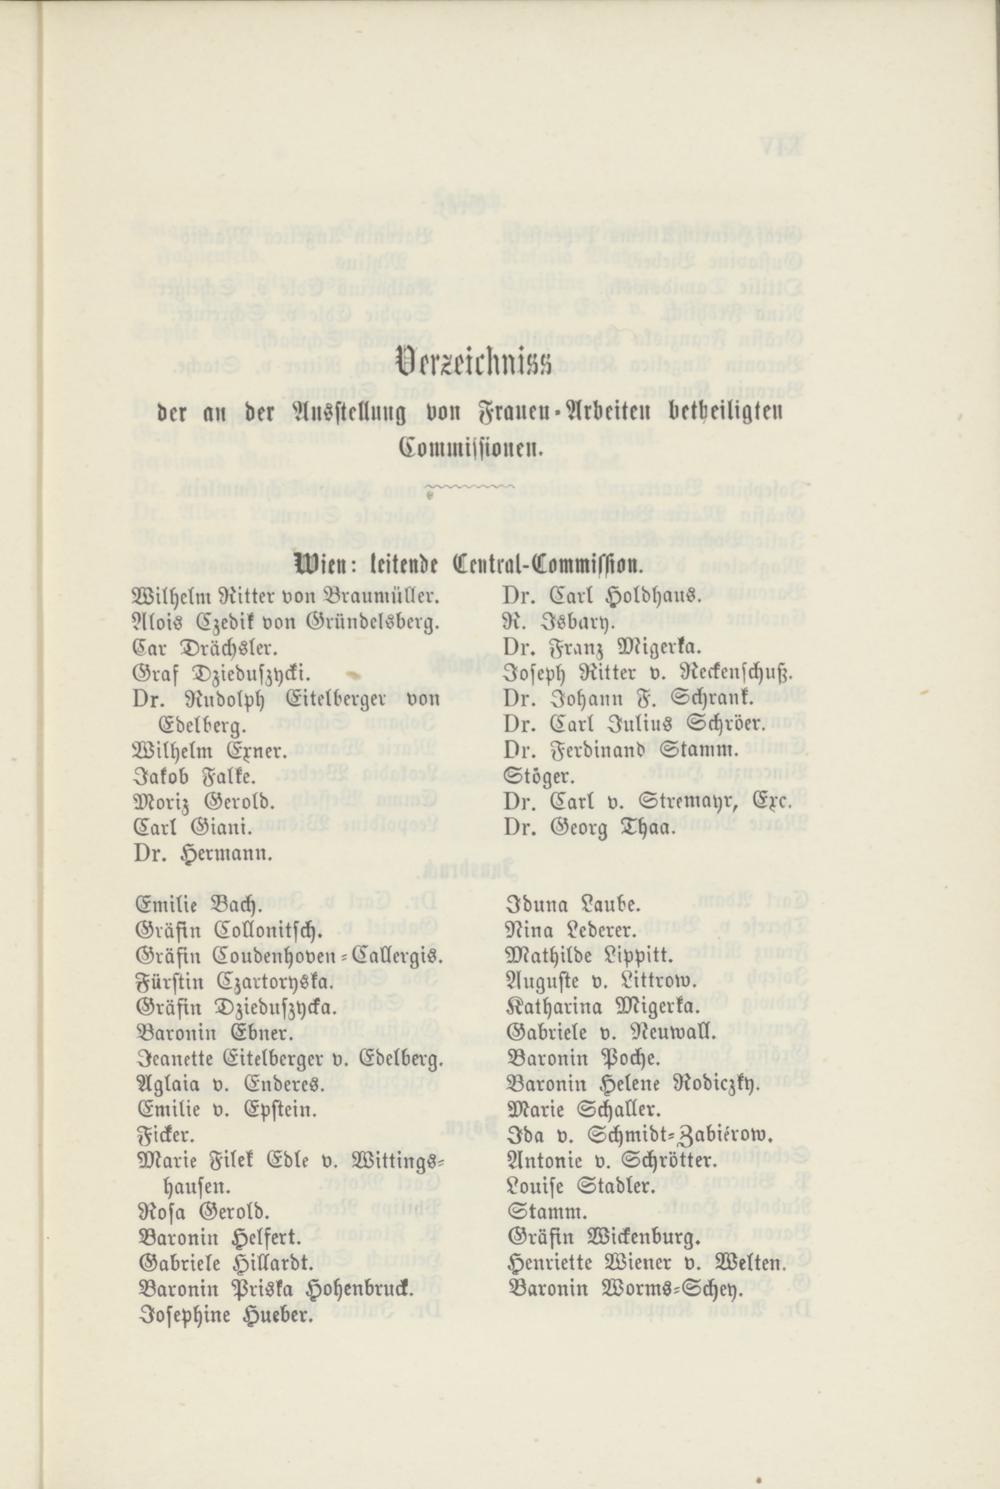 Verzeichniss
der an der Ausstellung von Frauen-Arbeiten betheiligten
Commissionen.
Wien: leitende Central-Commission.
Wilhelm Ritter von Braumüller.
Alois Czedik von Gründelsberg.
Car Drächsler.
Graf Dzieduszycki.
Dr. Rudolph Eitelberger von
Edelberg.
Wilhelm Exner.
Jakob Falke.
Moriz Gerold.
Carl Giani.
Dr. Hermann.
Dr. Carl Holdhaus.
R. Isbary.
Dr. Franz Migerka.
Joseph Ritter v. Reckenschuß.
Dr. Johann F. Schrank.
Dr. Carl Julius Schröer.
Dr. Ferdinand Stamm.
Stöger.
Dr. Carl v. Stremayr, Exc.
Dr. Georg Thaa.
Emilie Bach.
Gräfin Collonitsch.
Gräfin Coudenhoven-Callergis.
Fürstin Czartoryska.
Gräfin Dzieduszycka.
Baronin Ebner.
Jeanette Eitelberger v. Edelberg.
Aglaia v. Enderes.
Emilie v. Epstein.
Ficker.
Marie Filek Edle v. Wittings-
hausen.
Rosa Gerold.
Baronin Helfert.
Gabriele Hillardt.
Baronin Priska Hohenbruck.
Josephine Hueber.
Iduna Laube.
Nina Lederer.
Mathilde Lippitt.
Auguste v. Littrow.
Katharina Migerka.
Gabriele v. Neuwall.
Baronin Poche.
Baronin Helene Rodiczky.
Marie Schaller.
Ida v. Schmidt-Zabiérow.
Antonie v. Schrötter.
Louise Stadler.
Stamm.
Gräfin Wickenburg.
Henriette Wiener v. Welten.
Baronin Worms-Schey.